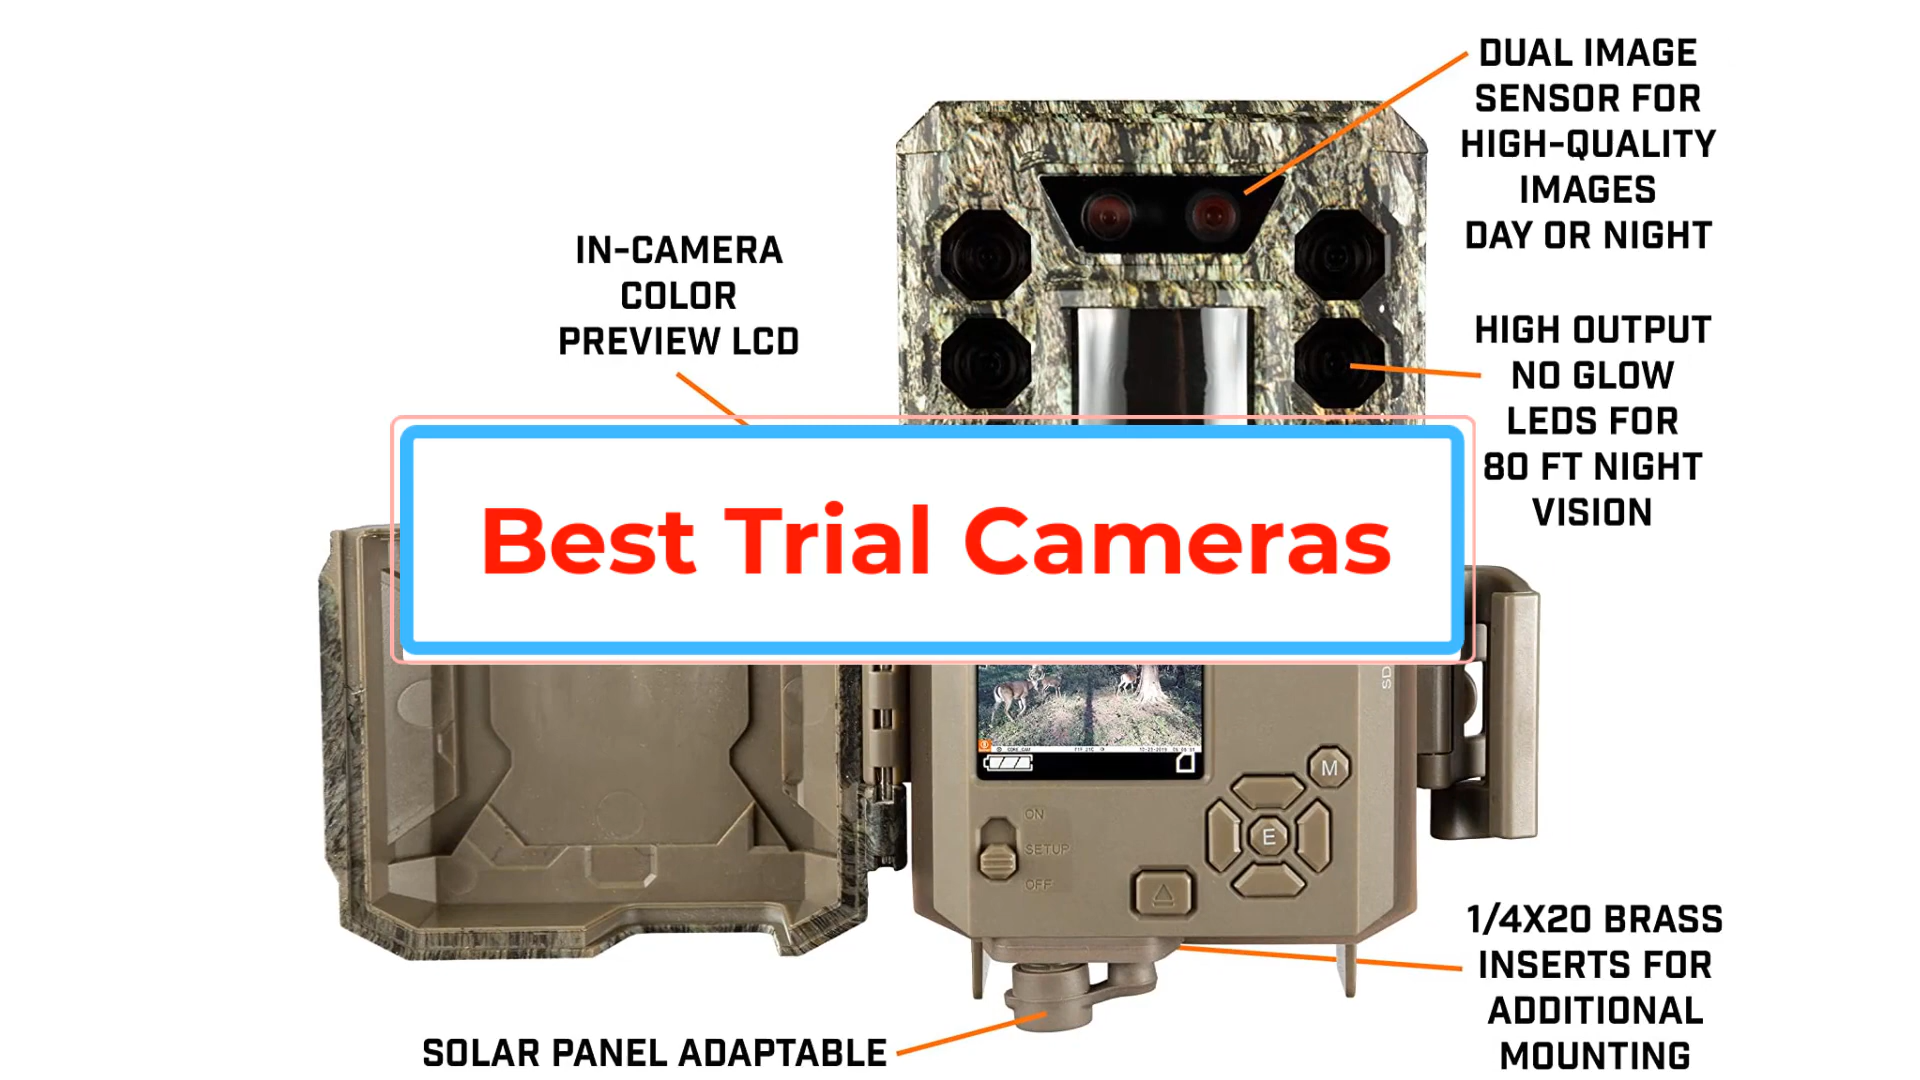 DUAL IMAGE
SENSOR FOR
HIGH-QUALITY
IMAGES
DAY OR NIGHT
IN-CAMERA
COLOR
PREVIEW LCD
HIGH OUTPUT
NO GLOW
LEDS FOR
80 FT NIGHT
VISION
Best Trial Cameras
SD
M
E
ON
SETUP
OFF
1/4X20 BRASS
INSERTS FOR
ADDITIONAL
MOUNTING
SOLAR PANEL ADAPTABLE